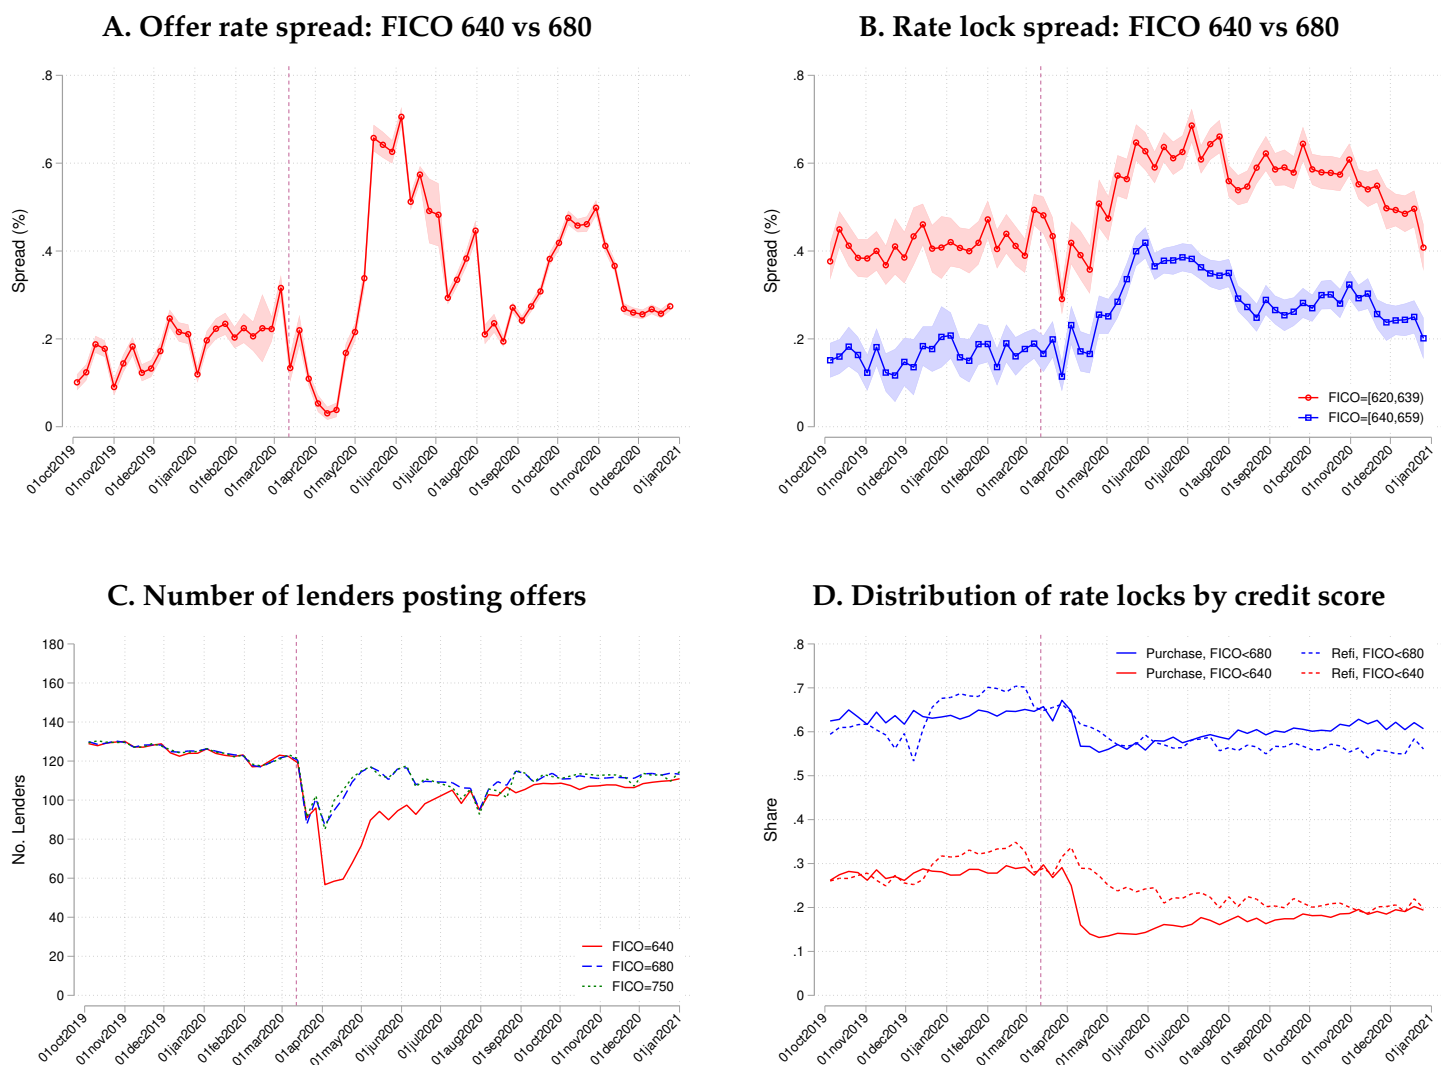 A. Offer rate spread: FICO 640 vs 680
.8
.6
.4
.2
0
Spread (%)
01oct2019
01nov2019
01dec2019
01jan2020
01feb2020
01mar2020
01apr2020
01may2020
01jun2020
01jul2020
01aug2020
01sep2020
01oct2020
01nov2020
01dec2020
01jan2021
B. Rate lock spread: FICO 640 vs 680
.8
.6
.4
.2
0
Spread (%)
FICO=[620,639)
FICO=[640,659)
01oct2019
01nov2019
01dec2019
01jan2020
01feb2020
01mar2020
01apr2020
01may2020
01jun2020
01jul2020
01aug2020
01sep2020
01oct2020
01nov2020
01dec2020
01jan2021
C. Number of lenders posting offers
180
160
140
120
100
80
60
40
20
0
No. Lenders
FICO=640
FICO=680
FICO=750
01oct2019
01nov2019
01dec2019
01jan2020
01feb2020
01mar2020
01apr2020
01may2020
01jun2020
01jul2020
01aug2020
01sep2020
01oct2020
01nov2020
01dec2020
01jan2021
D. Distribution of rate locks by credit score
.8
.7
.6
.5
.4
.3
.2
.1
0
Share
Purchase, FICO<680
Refi, FICO<680
Purchase, FICO<640
Refi, FICO<640
01oct2019
01nov2019
01dec2019
01jan2020
01feb2020
01mar2020
01apr2020
01may2020
01jun2020
01jul2020
01aug2020
01sep2020
01oct2020
01nov2020
01dec2020
01jan2021